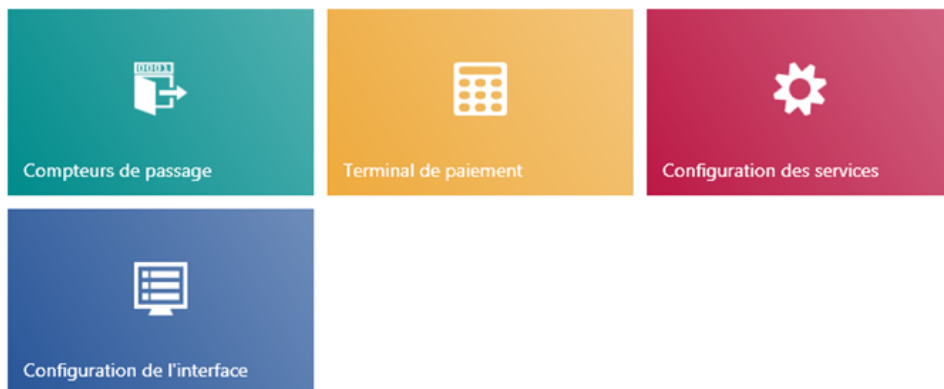 0001
Compteurs de passage
Terminal de paiement
Configuration des services
Configuration de l'interface